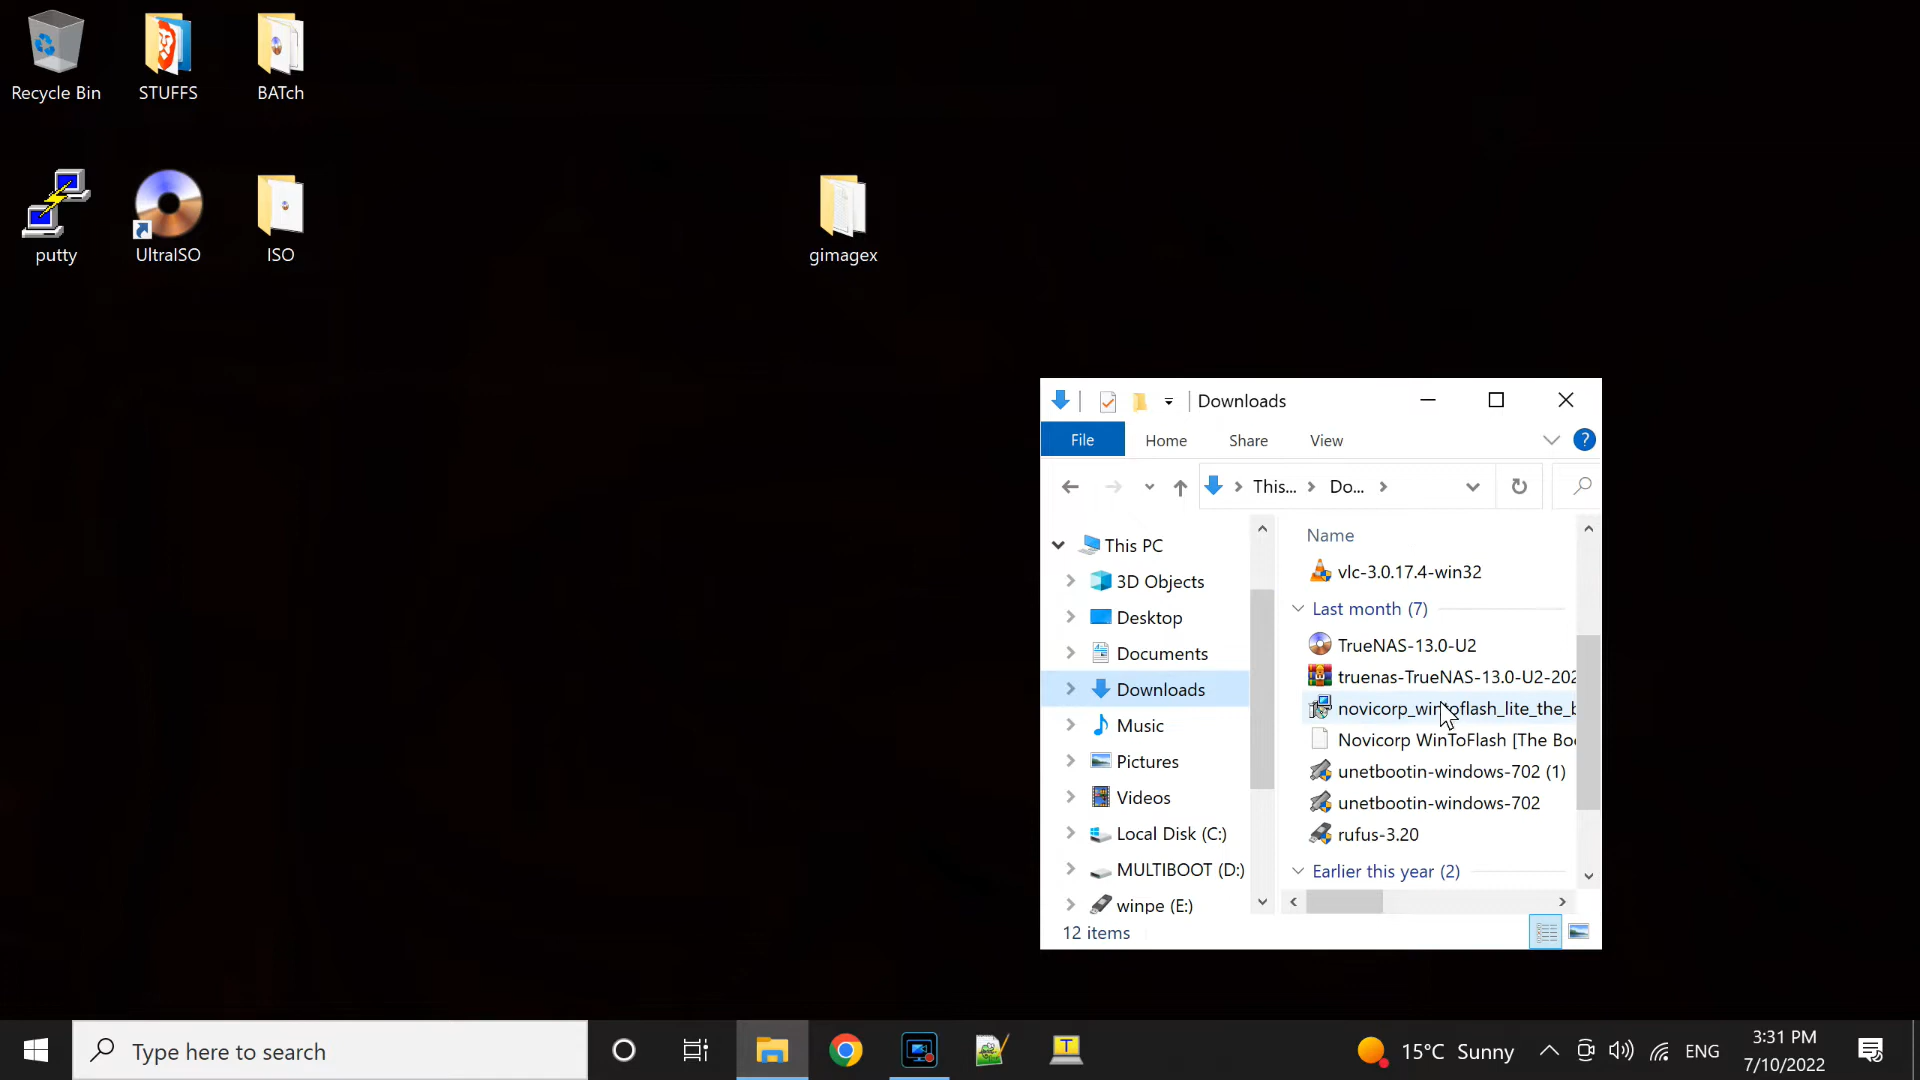 Recycle Bin
STUFFS
BATch
putty
UltraISO
ISO
gimagex
Downloads
File
Home
Share
View
This...
Do...
This PC
3D Objects
Desktop
Documents
Downloads
Music
Pictures
Videos
Local Disk (C:)
MULTIBOOT (D:)
winpe (E:)
Name
vlc-3.0.17.4-win32
Last month (7)
TrueNAS-13.0-U2
truenas-TrueNAS-13.0-U2-202
novicorp_wintoflash_lite_the_b
Novicorp WinToFlash [The Boo
unetbootin-windows-702 (1)
unetbootin-windows-702
rufus-3.20
Earlier this year (2)
12 items
Type here to search
T
15°C Sunny
ENG
3:31 PM
7/10/2022